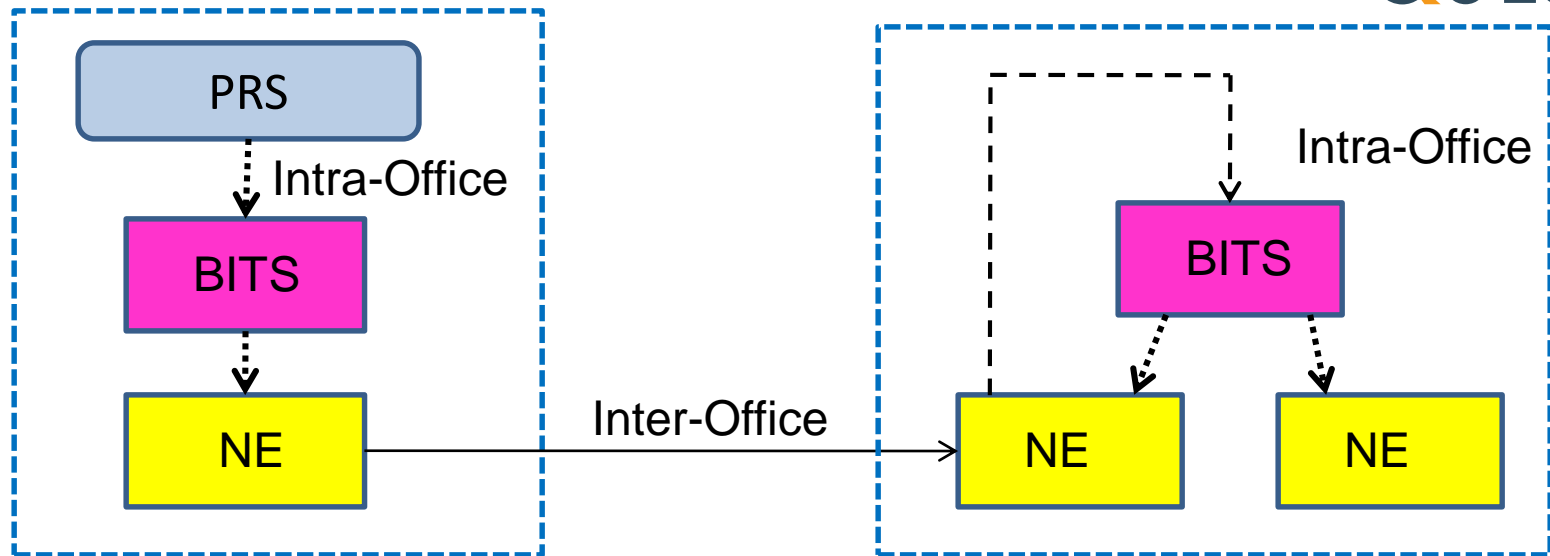 PRS
Intra-Office
BITS
NE
Inter-Office
Intra-Office
BITS
NE
NE